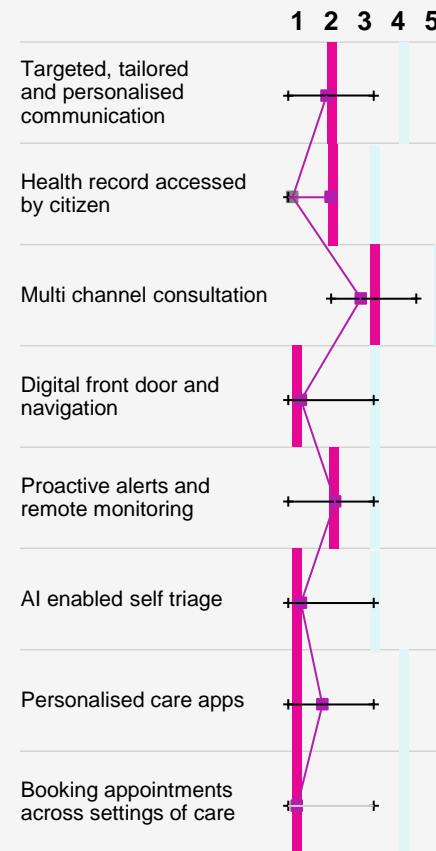 1 2 3 4 5
Targeted, tailored
and personalised
communication
Health record accessed
by citizen
Multi channel consultation
Digital front door and
navigation
Proactive alerts and
remote monitoring
AI enabled self triage
Personalised care apps
Booking appointments
across settings of care